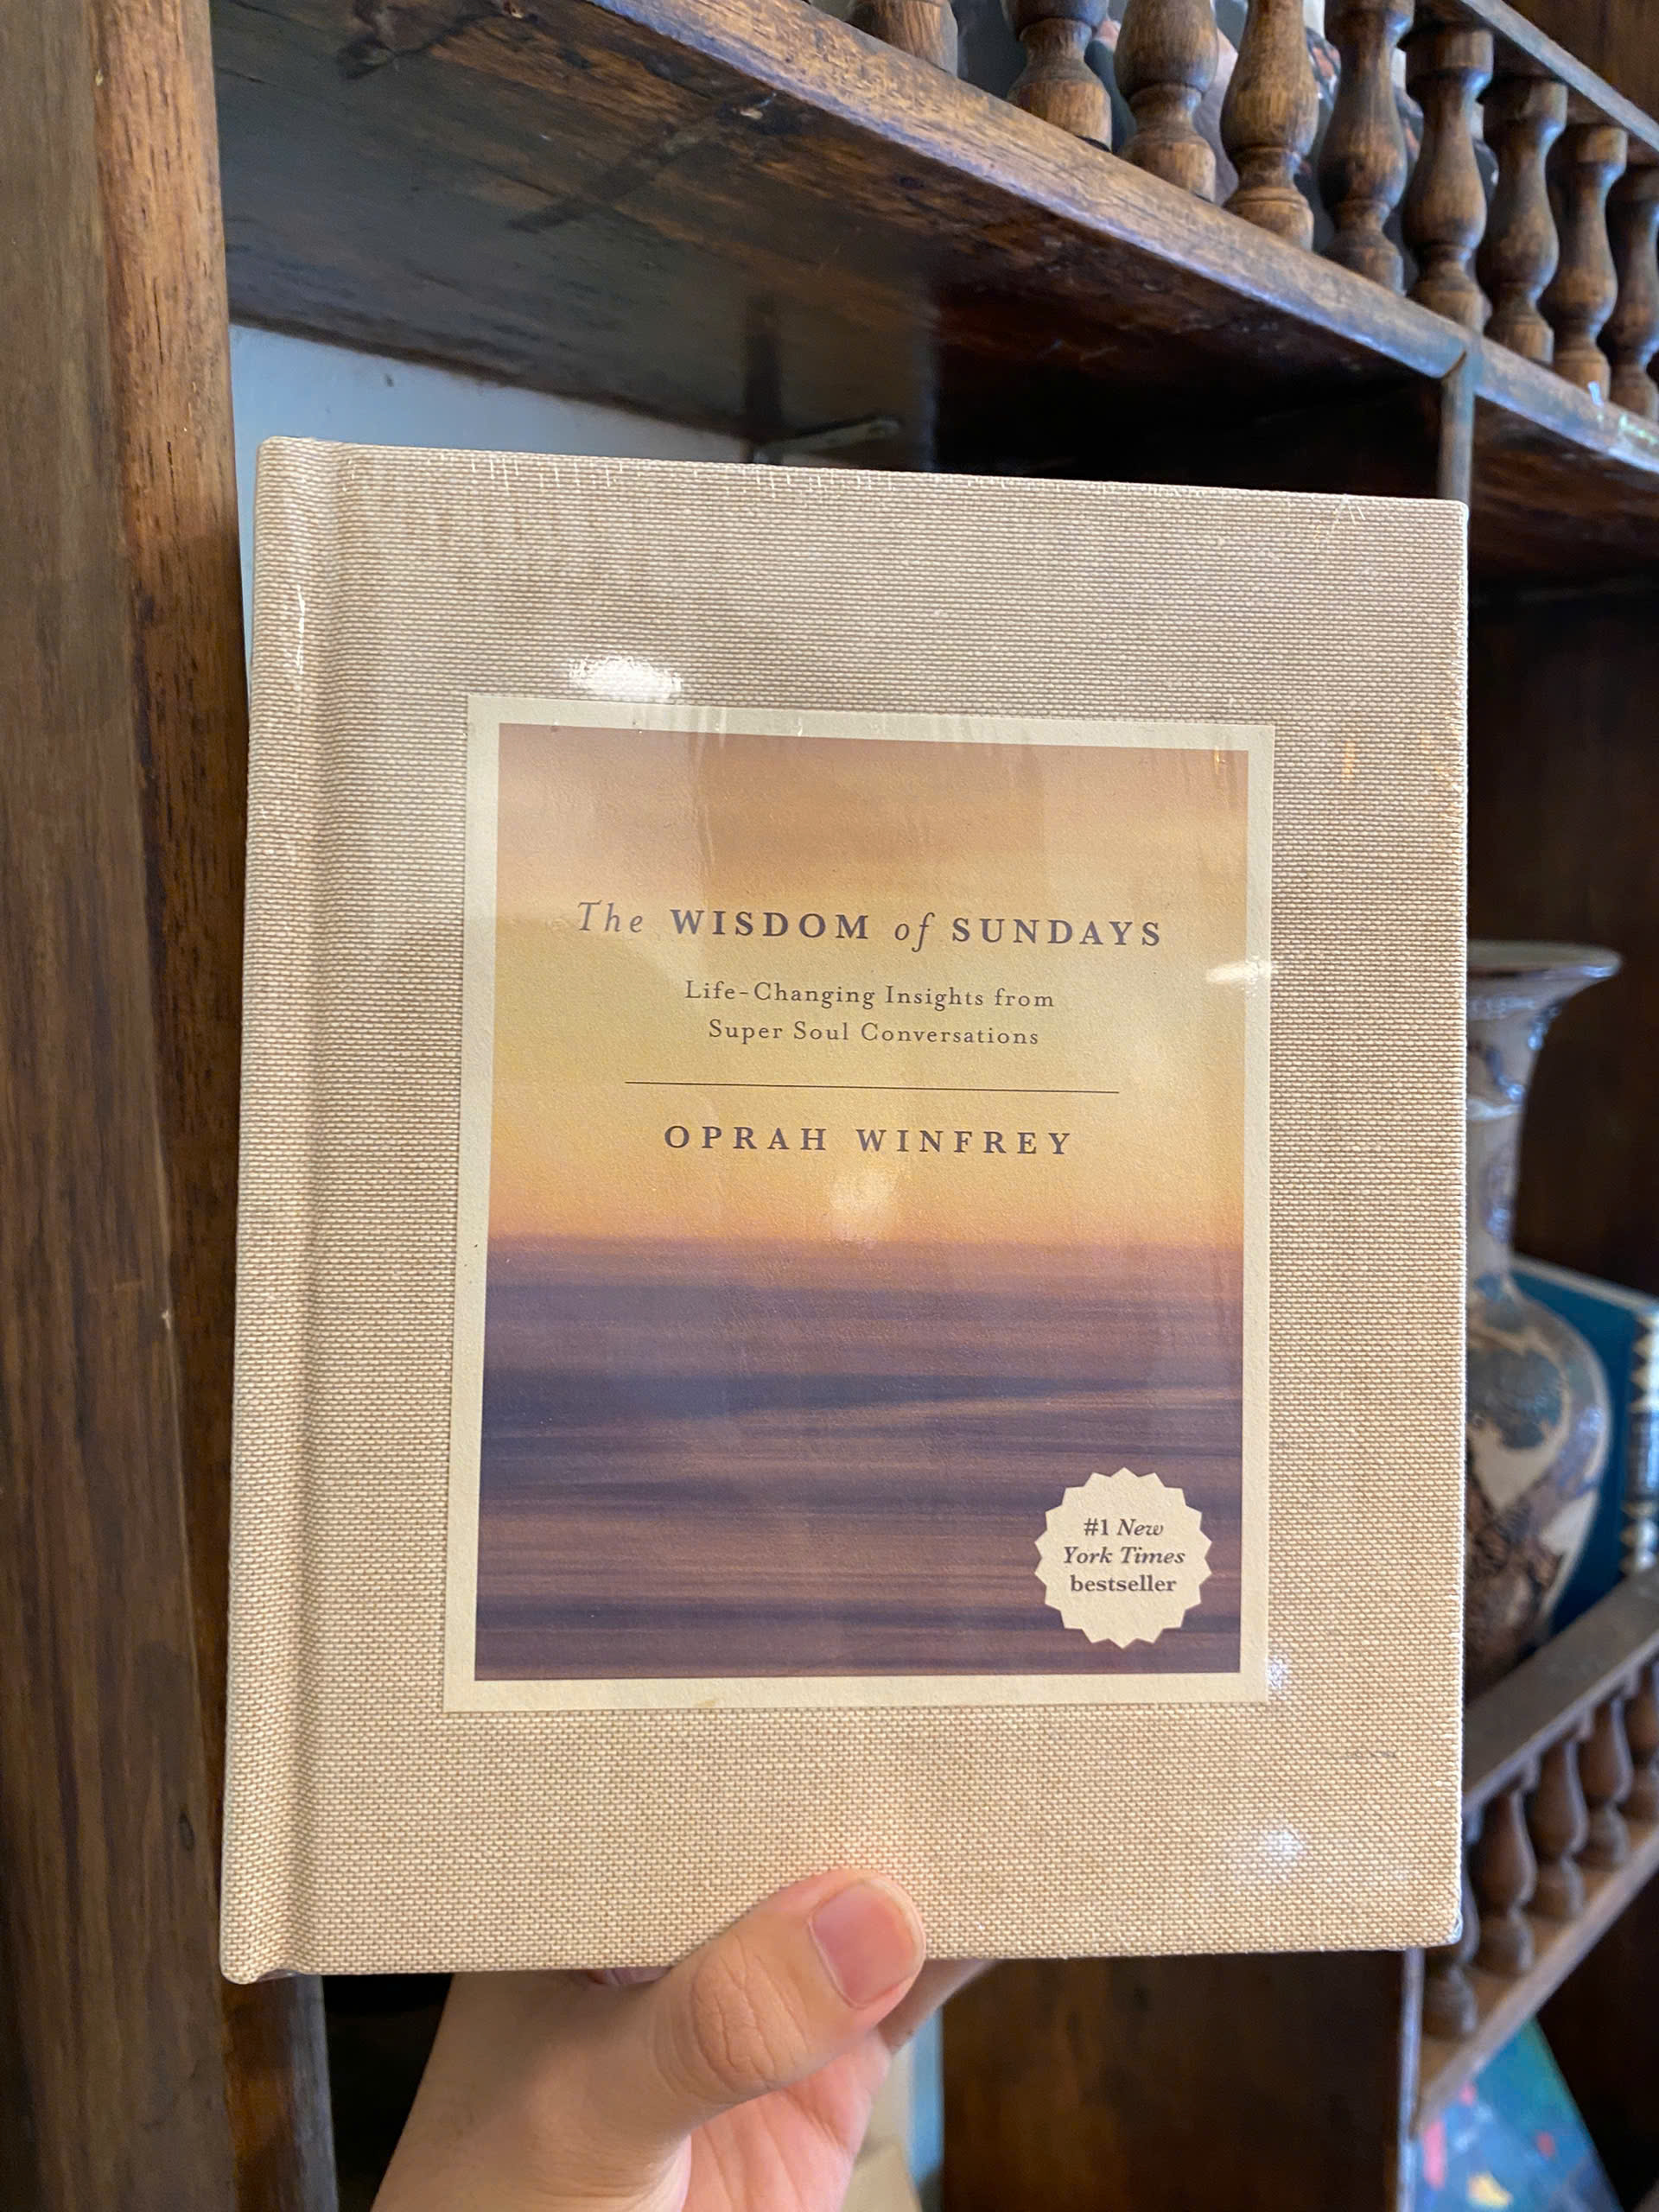 The WISDOM of SUNDAYS
Life-Changing Insights from
Super Soul Conversations
OPRAH WINFREY
#1 New
York Times
bestseller